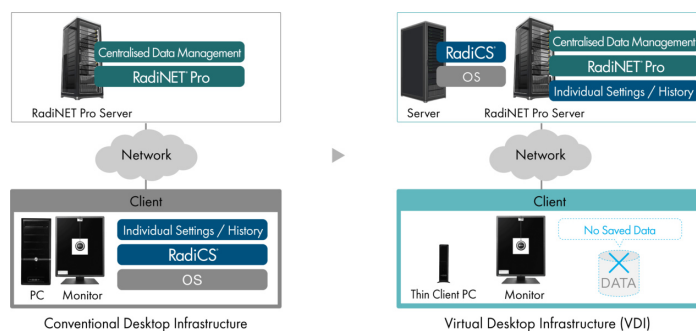 Centralised Data Management
RadiNET Pro
RadiNET Pro Server
Network
Client
Individual Settings / History
RadiCS
OS
PC
Monitor
Conventional Desktop Infrastructure
RadiCS
OS
Centralised Data Management
RadiNET Pro
Individual Settings / History
Server
RadiNET Pro Server
Network
Client
No Saved Data
DATA
Thin Client PC
Monitor
Virtual Desktop Infrastructure (VDI)